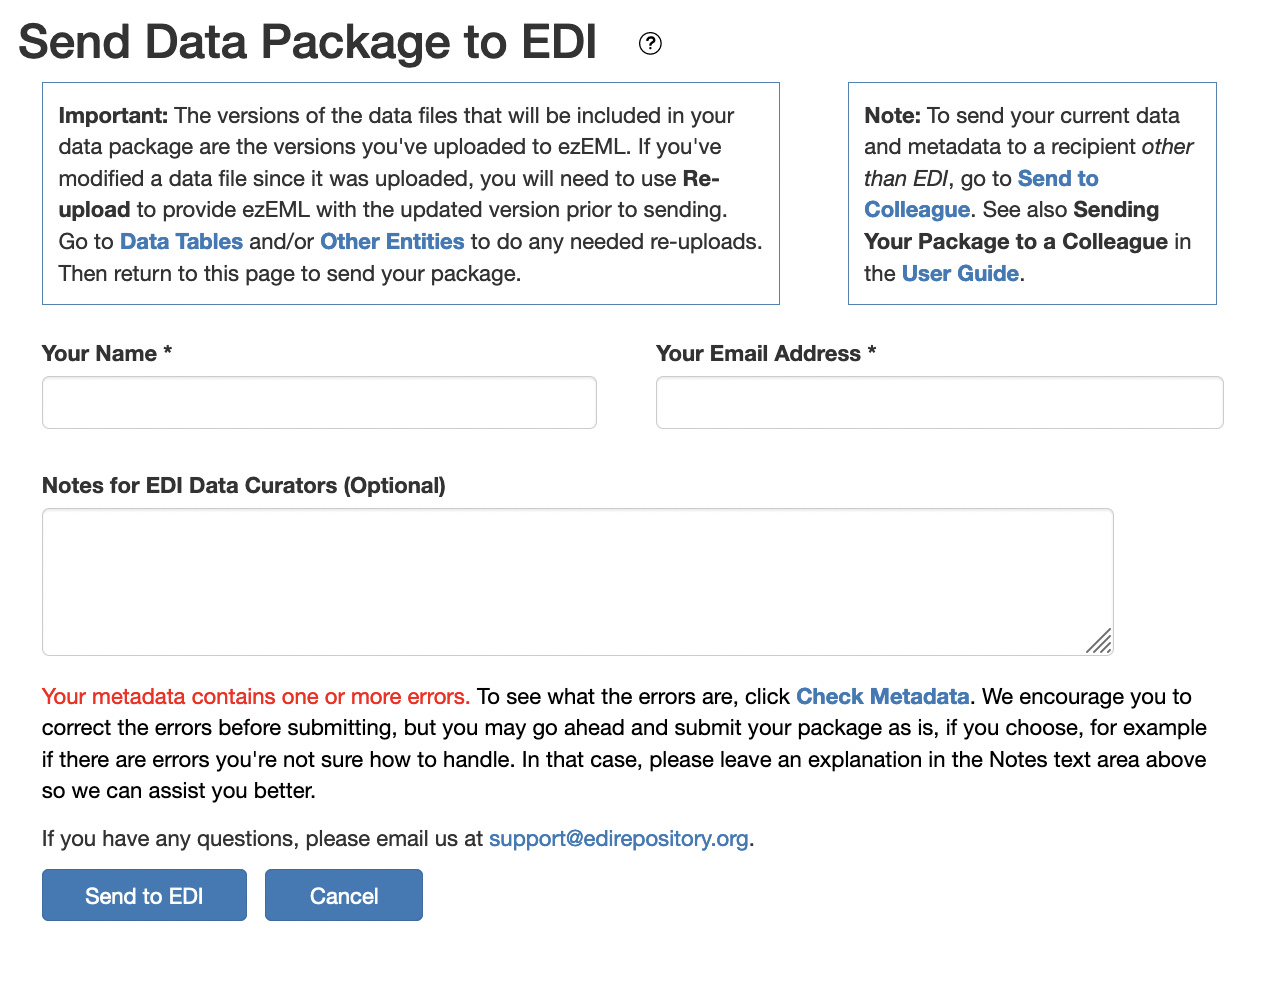 Send Data Package to EDI ?
Important: The versions of the data files that will be included in your
data package are the versions you've uploaded to ezEML. If you've
modified a data file since it was uploaded, you will need to use Re-
upload to provide ezEML with the updated version prior to sending.
Go to Data Tables and/or Other Entities to do any needed re-uploads.
Then return to this page to send your package.
Note: To send your current data
and metadata to a recipient other
than EDI, go to Send to
Colleague. See also Sending
Your Package to a Colleague in
the User Guide.
Your Name *
Your Email Address *
Notes for EDI Data Curators (Optional)
Your metadata contains one or more errors. To see what the errors are, click Check Metadata. We encourage you to
correct the errors before submitting, but you may go ahead and submit your package as is, if you choose, for example
if there are errors you're not sure how to handle. In that case, please leave an explanation in the Notes text area above
so we can assist you better.
If you have any questions, please email us at support@edirepository.org.
Send to EDI
Cancel